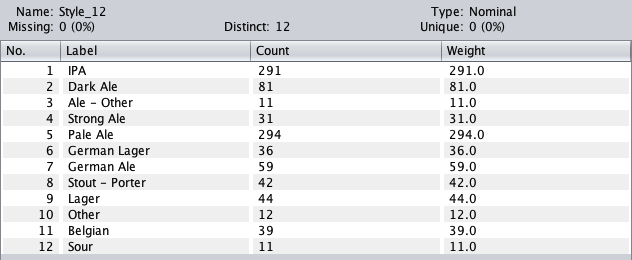 Name: Style_12 Type: Nominal
Missing: 0 (0%) Distinct: 12 Unique: 0 (0%)
No. Label Count Weight
1 IPA 291 291.0
2 Dark Ale 81 81.0
3 Ale - Other 11 11.0
4 Strong Ale 31 31.0
5 Pale Ale 294 294.0
6 German Lager 36 36.0
7 German Ale 59 59.0
8 Stout - Porter 42 42.0
9 Lager 44 44.0
10 Other 12 12.0
11 Belgian 39 39.0
12 Sour 11 11.0